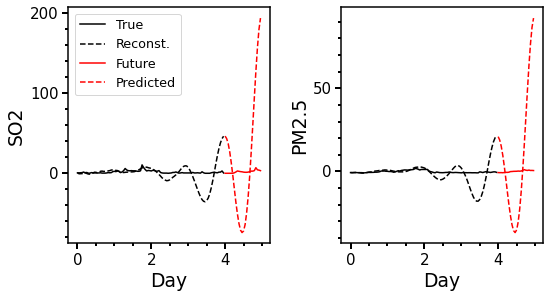 200
100
0
SO2
True
Reconst.
Future
Predicted
0
2
4
Day
50
0
PM2.5
0
2
4
Day